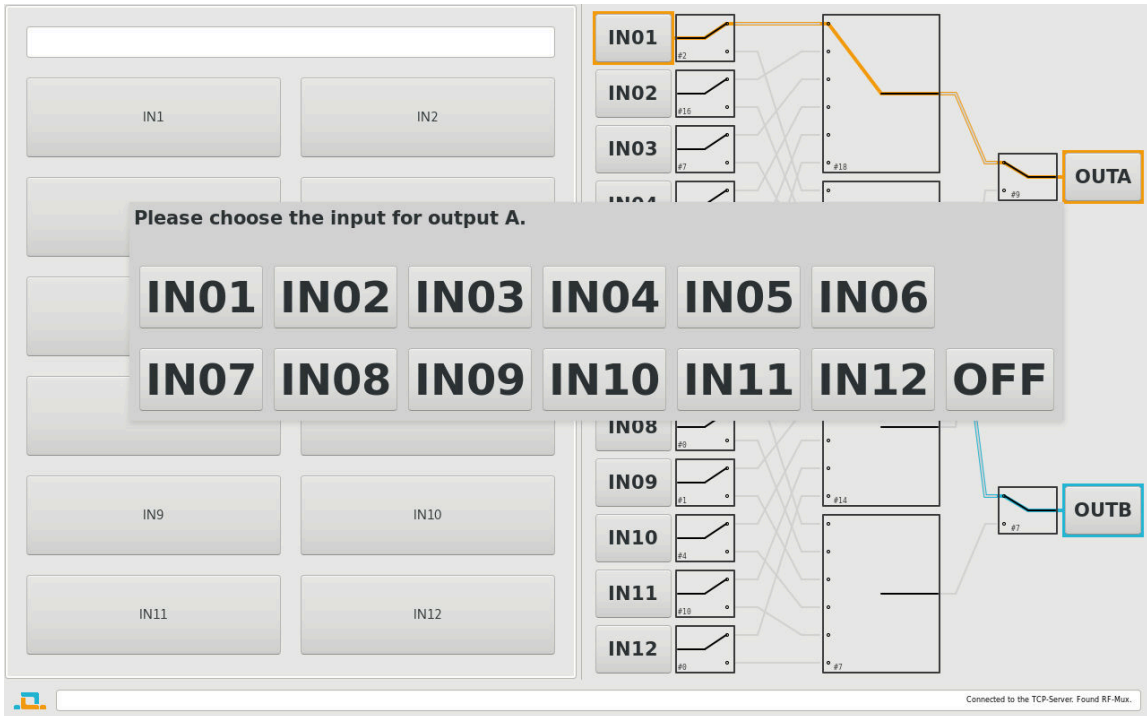 IN1
IN2
IN9
IN10
IN11
IN12
IN01
#2
IN02
#16
IN03
#7
IN04
#18
#9
OUTA
Please choose the input for output A.
IN01 IN02 IN03 IN04 IN05 IN06
IN07 IN08 IN09 IN10 IN11 IN12 OFF
IN08
#0
IN09
#1
#14
IN10
#4
IN11
#10
IN12
#0
#7
#7
OUTB
Connected to the TCP-Server. Found RF-Mux.